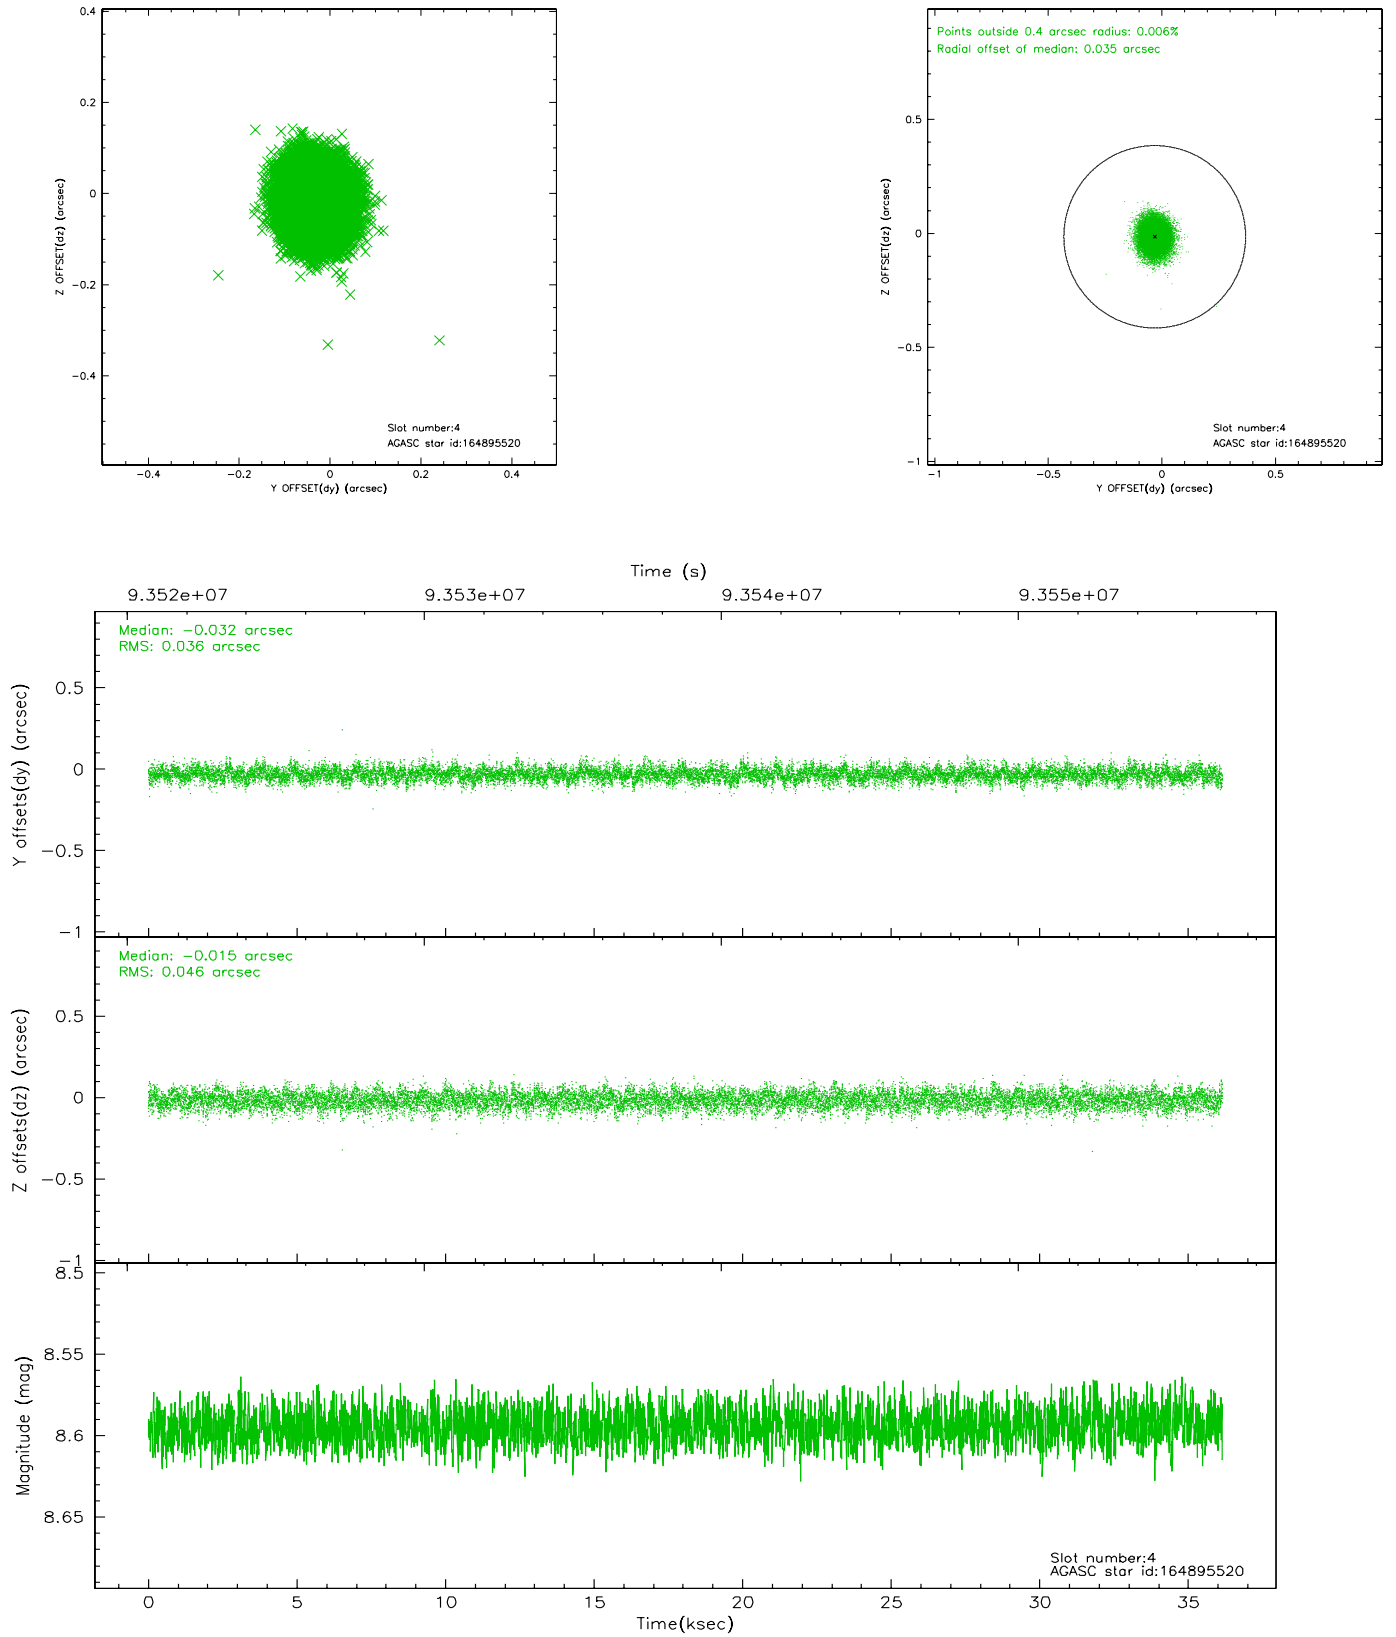 0.4
0.2
0
−0.2
−0.4
Z OFFSET(dz) (arcsec)
Slot number:4
AGASC star id:164895520
−0.4 −0.2 0 0.2 0.4
Y OFFSET(dy) (arcsec)
Points outside 0.4 arcsec radius: 0.006%
Radial offset of median: 0.035 arcsec
0.5
0
−0.5
−1
Z OFFSET(dz) (arcsec)
Slot number:4
AGASC star id:164895520
−1 −0.5 0 0.5
Y OFFSET(dy) (arcsec)
Time (s)
9.352e+07 9.353e+07 9.354e+07 9.355e+07
Median: −0.032 arcsec
RMS: 0.036 arcsec
0.5
0
−0.5
−1
Y offsets(dy) (arcsec)
Median: −0.015 arcsec
RMS: 0.046 arcsec
0.5
0
−0.5
−1
Z offsets(dz) (arcsec)
8.5
8.55
8.6
8.65
Magnitude (mag)
Slot number:4
AGASC star id:164895520
0 5 10 15 20 25 30 35
Time(ksec)